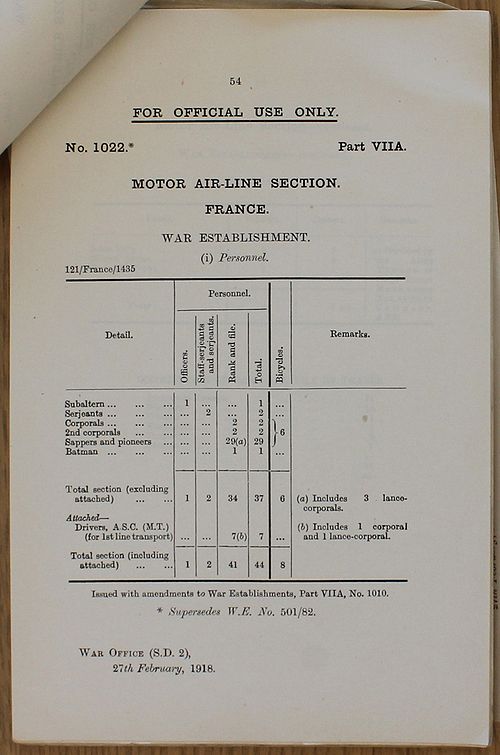 54
FOR OFFICIAL USE ONLY.
No. 1022.* Part VIIA.
MOTOR AIR-LINE SECTION.
FRANCE.
WAR ESTABLISHMENT.
(i) Personnel.
121/France/1435
Detail. Personnel. Bicycles. Remarks.
Officers. Staff-serjeants and serjeants. Rank and file. Total.
Subaltern ... ... ... 1 ... ... 1 ...
Serjeants ... ... ... ... 2 ... 2 ...
Corporals ... ... ... ... ... 2 2
2nd corporals ... ... ... ... 2 2 } 6
Sappers and pioneers ... ... 29(a) 29
Batman ... ... ... ... ... 1 1 ...
Total section (excluding
attached) ... ... 1 2 34 37 6 (a) Includes 3 lance-
corporals.
Attached—
Drivers, A.S.C. (M.T.) (b) Includes 1 corporal
(for 1st line transport) ... ... 7(b) 7 ... and 1 lance-corporal.
Total section (including
attached) ... ... 1 2 41 44 8
Issued with amendments to War Establishments, Part VIIA, No. 1010.
* Supersedes W.E. No. 501/82.
WAR OFFICE (S.D. 2),
27th February, 1918.